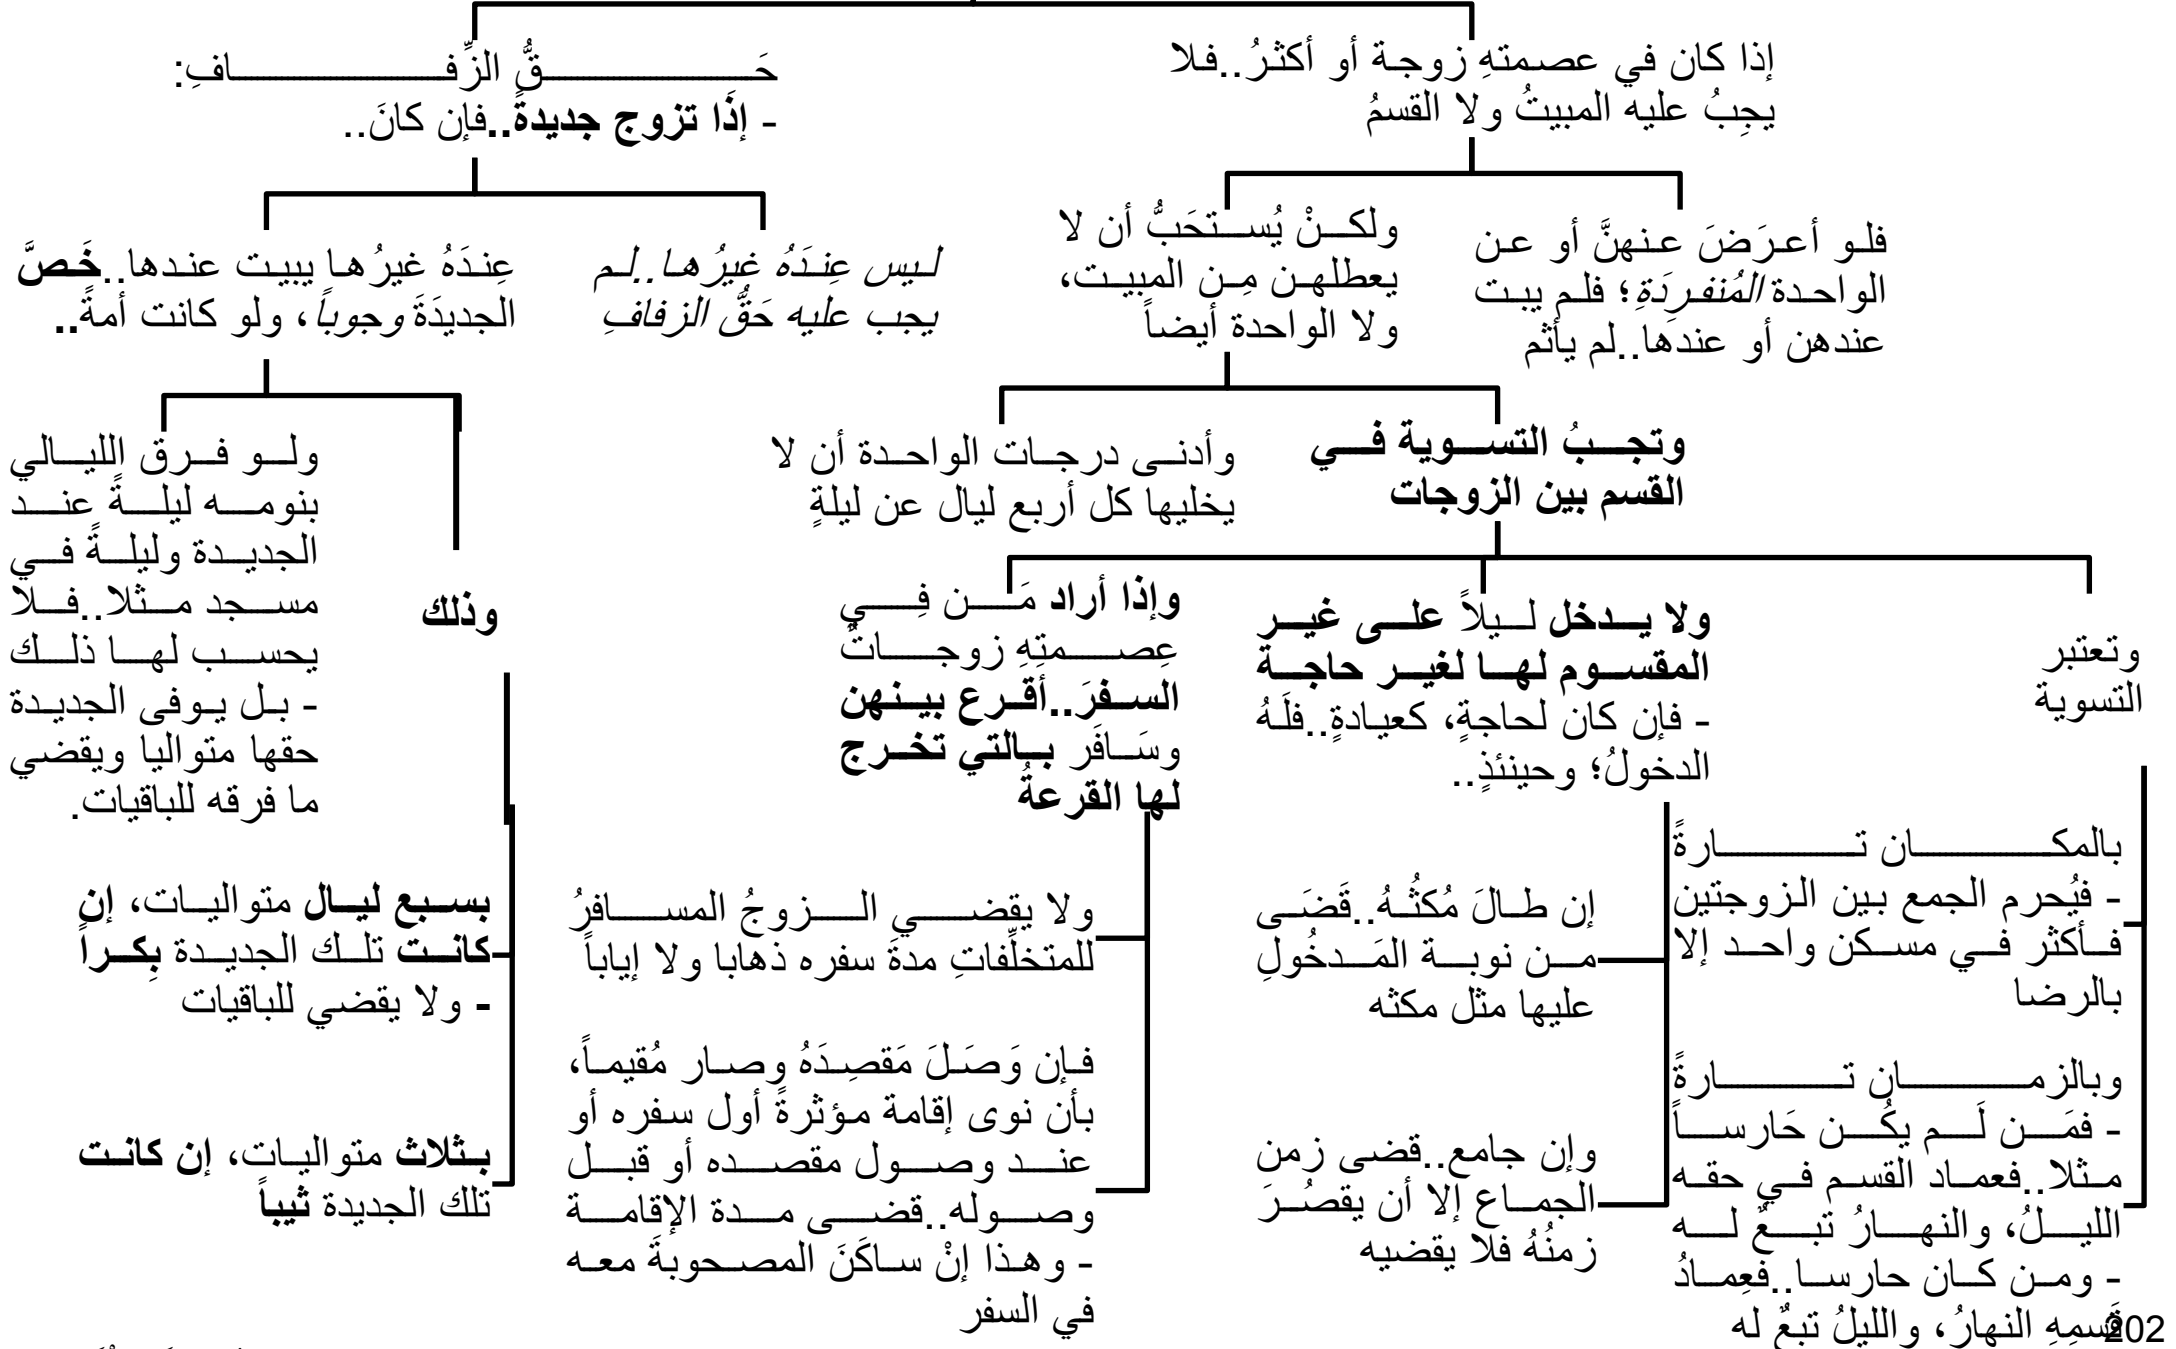 إذا كان في عصمتهِ زوجة أو أكثرُ..فلا
يجِبُ عليه المبيتُ ولا القسمُ
فلو أعرَضَ عنهنَّ أو عن
الواحدة المُنفرِدَةِ؛ فلم يبت
عندهن أو عندها..لم يأثم
ولكنْ يُستحَبُّ أن لا
يعطلهن مِن المبيت،
ولا الواحدة أيضاً
وتجبُ التسوية في
القسم بين الزوجات
وتعتبر
التسوية
بالمكان تارةً
- فيُحرم الجمع بين الزوجتين
فأكثر في مسكن واحد إلا
بالرضا
وبالزمان تارةً
- فمَن لَم يكُن حَارساً
مثلا..فعماد القسم في حقه
الليلُ، والنهارُ تبعٌ له
- ومن كان حارسا..فعِمادُ
قَسمِهِ النهارُ، والليلُ تبعٌ له
ولا يدخل ليلاً على غير
المقسوم لها لغير حاجة
- فإن كان لحاجةٍ، كعيادةٍ..فلَهُ
الدخولُ؛ وحينئذٍ..
إن طالَ مُكثُهُ..قَضَى
من نوبة المَدخُولِ
عليها مثل مكثه
وإن جامع..قضى زمن
الجماع إلا أن يقصُرَ
زمنُهُ فلا يقضيه
وإذا أراد مَن فِي
عِصمتِهِ زوجاتٌ
السفرَ..أقرع بينهن
وسَافَر بالتي تخرج
لها القرعةُ
ولا يقضي الزوجُ المسافرُ
للمتخلِّفاتِ مدةَ سفره ذهابا ولا إياباً
فإن وَصَلَ مَقصِدَهُ وصار مُقيماً،
بأن نوى إقامة مؤثرةً أول سفره أو
عند وصول مقصده أو قبل
وصوله..قضى مدة الإقامة
- وهذا إنْ ساكَنَ المصحوبةَ معه
في السفر
وأدنى درجات الواحدة أن لا
يخليها كل أربع ليال عن ليلةٍ
حَقُّ الزِّفافِ:
- إذَا تزوج جديدةً..فإن كانَ..
ليس عِندَهُ غيرُها..لم
يجب عليه حَقُّ الزفافِ
عِندَهُ غيرُها يبيت عندها..خَصَّ
الجديدَةَ وجوباً، ولو كانت أمةً..
وذلك
بسبع ليال متواليات، إن
كانت تلك الجديدة بِكراً
- ولا يقضي للباقيات
بثلاث متواليات، إن كانت
تلك الجديدة ثيباً
ولو فرق الليالي
بنومه ليلةً عند
الجديدة وليلةً في
مسجد مثلا..فلا
يحسب لها ذلك
- بل يوفى الجديدة
حقها متواليا ويقضي
ما فرقه للباقيات.
202